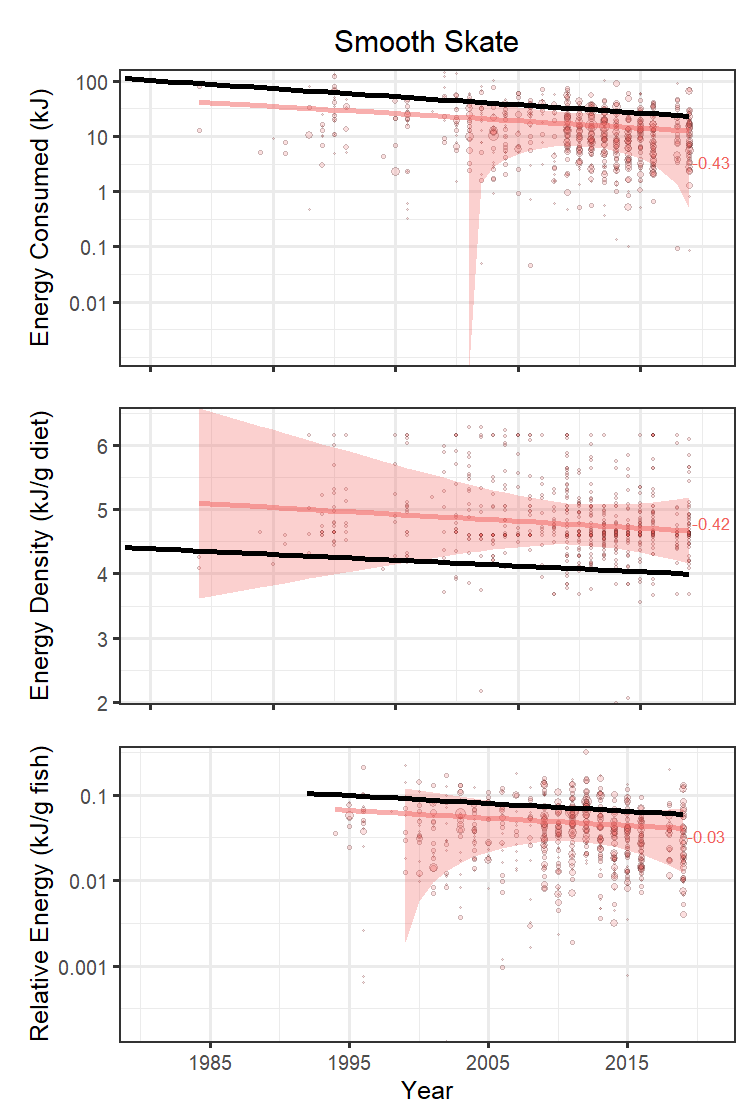 Smooth Skate
Energy Consumed (kJ)
100
10
1
0.1
0.01
-0.43
Energy Density (kJ/g diet)
6
5
4
3
2
-0.42
Relative Energy (kJ/g fish)
0.1
0.01
0.001
-0.03
1985 1995 2005 2015
Year